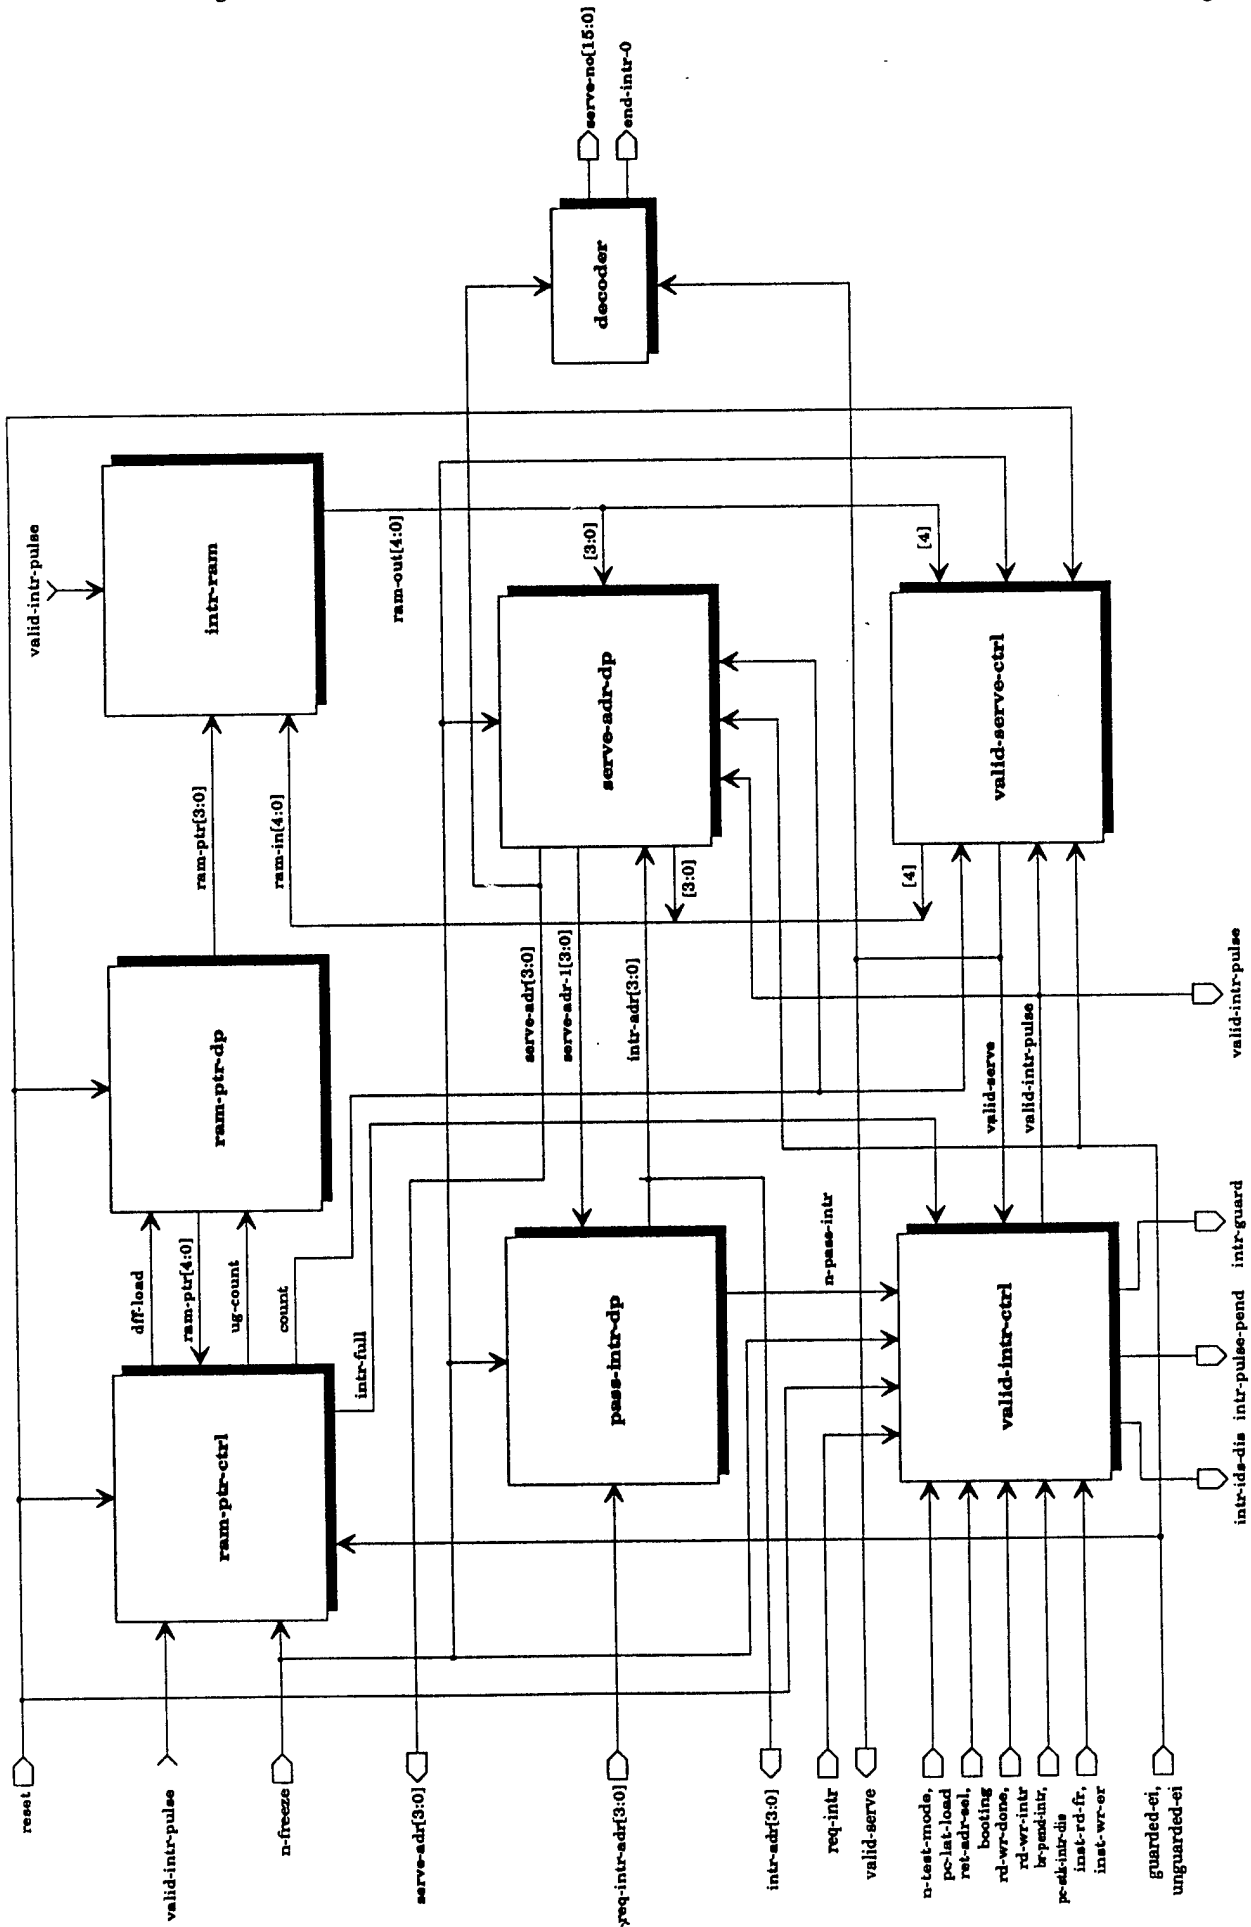 serve-no[15:0]
end-intr-0
decoder
valid-intr-pulse
intr-ram
ram-out[4:0]
[3:0]
[4]
serve-adr-dp
valid-serve-ctrl
ram-ptr[3:0]
ram-in[4:0]
[3:0]
[4]
serve-adr[3:0]
serve-adr-1[3:0]
intr-adr[3:0]
valid-intr-pulse
ram-ptr-dp
valid-serve
valid-intr-pulse
dff-load
ram-ptr[4:0]
ug-count
count
intr-full
n-pass-intr
intr-guard
ram-ptr-ctrl
pass-intr-dp
valid-intr-ctrl
intr-pulse-pend
intr-ids-dis
reset
valid-intr-pulse
n-freeze
serve-adr[3:0]
req-intr-adr[3:0]
intr-adr[3:0]
req-intr
valid-serve
n-test-mode,
pc-lat-load
ret-adr-sel,
booting
rd-wr-done,
rd-wr-intr
br-pend-intr,
pc-stk-intr-dis
inst-rd-fr,
inst-wr-er
guarded-ei,
unguarded-ei